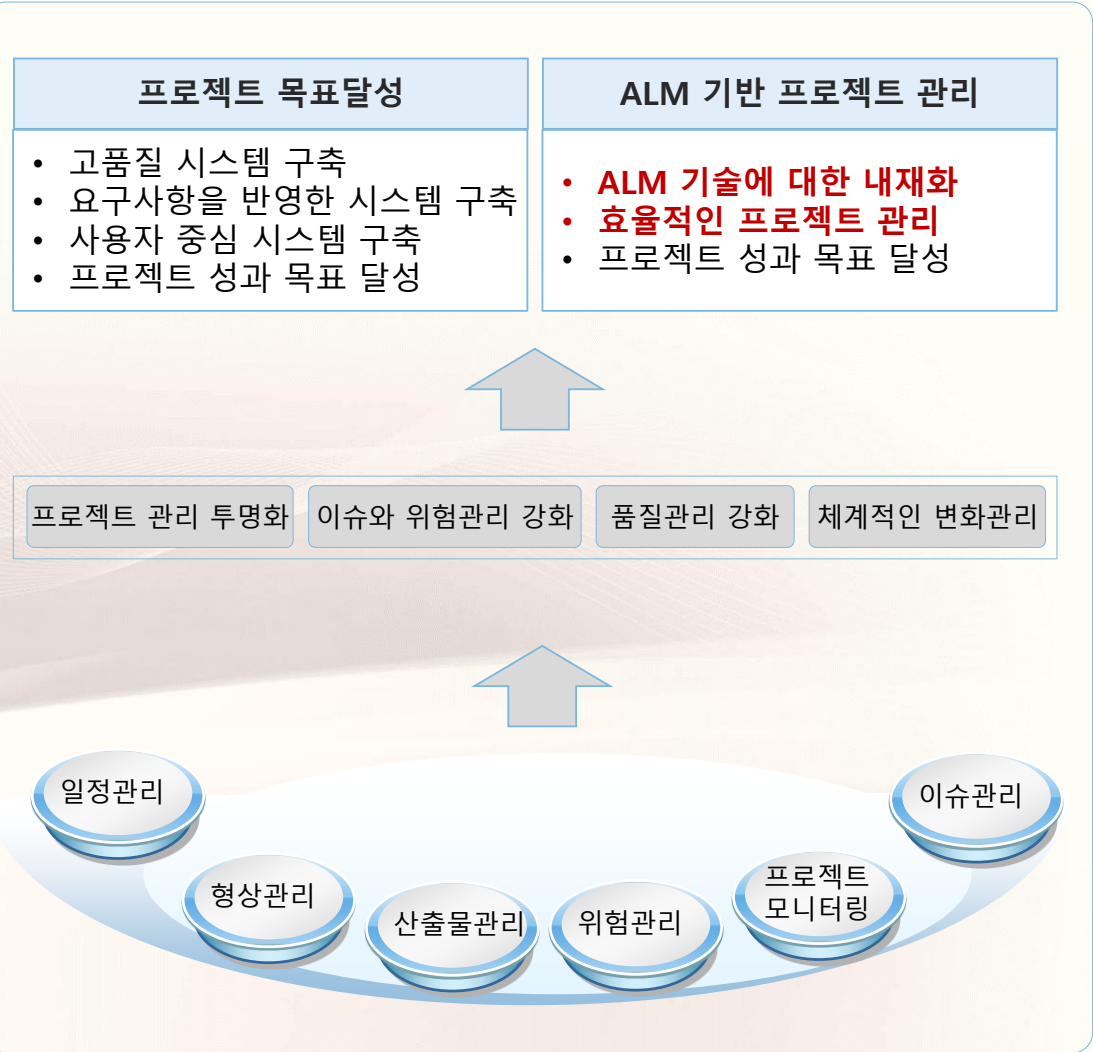 프로젝트 목표달성
• 고품질 시스템 구축
• 요구사항을 반영한 시스템 구축
• 사용자 중심 시스템 구축
• 프로젝트 성과 목표 달성
ALM 기반 프로젝트 관리
• ALM 기술에 대한 내재화
• 효율적인 프로젝트 관리
• 프로젝트 성과 목표 달성
프로젝트 관리 투명화
이슈와 위험관리 강화
품질관리 강화
체계적인 변화관리
일정관리
형상관리
산출물관리
위험관리
프로젝트
모니터링
이슈관리